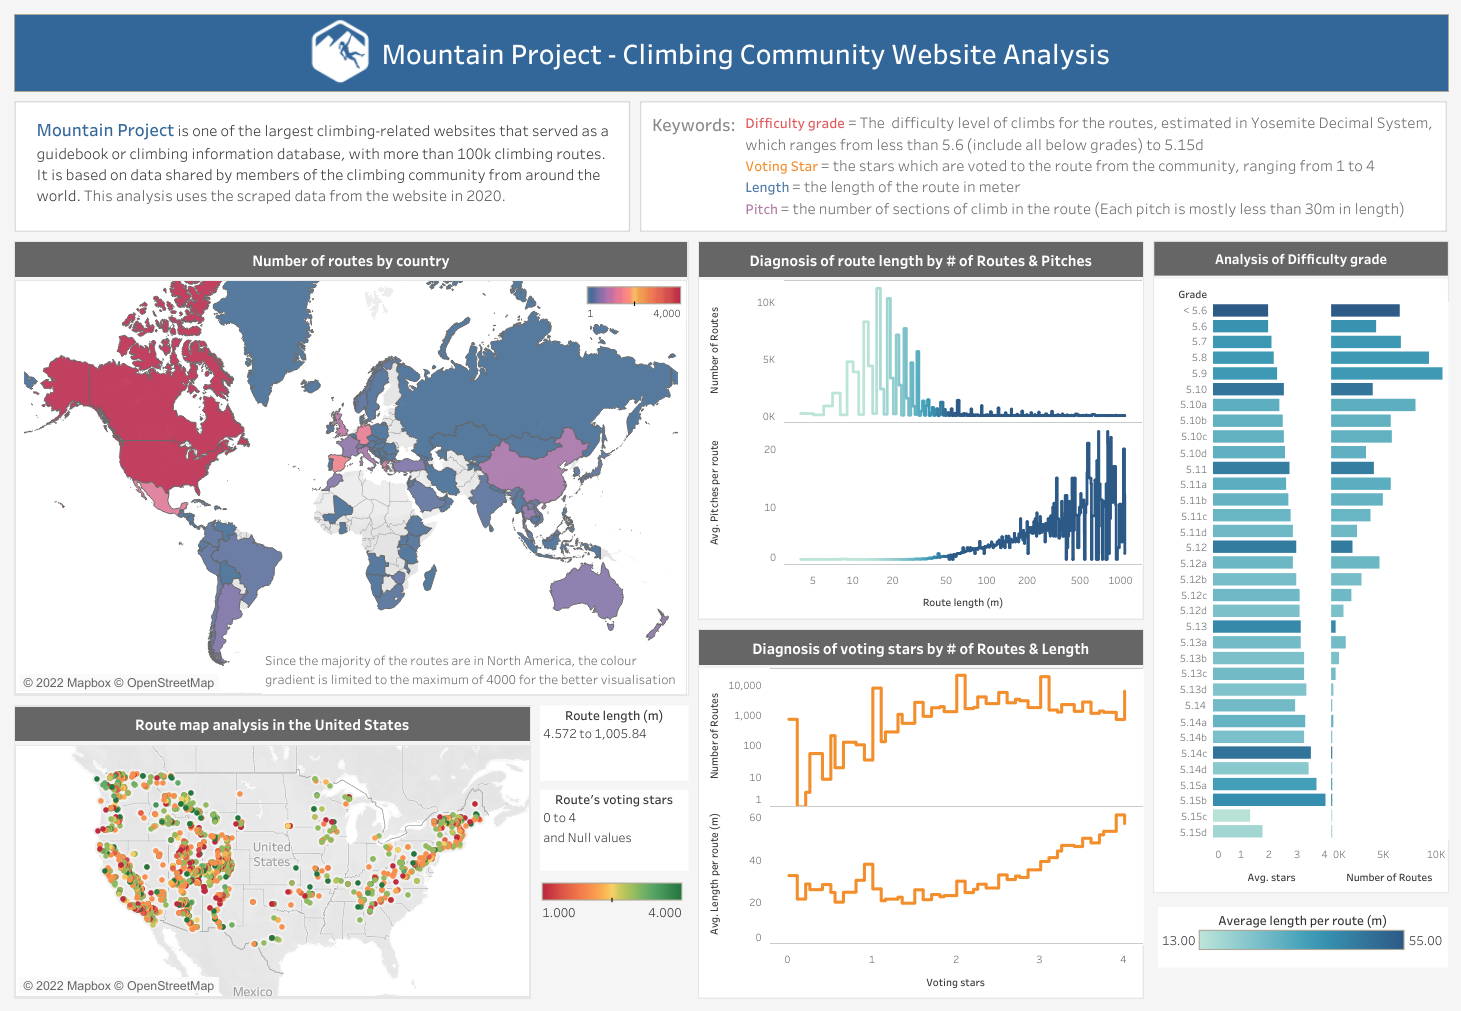 Mountain Project - Climbing Community Website Analysis
Mountain Project is one of the largest climbing-related websites that served as a
guidebook or climbing information database, with more than 100k climbing routes.
It is based on data shared by members of the climbing community from around the
world. This analysis uses the scraped data from the website in 2020.
Keywords:
Difficulty grade = The difficulty level of climbs for the routes, estimated in Yosemite Decimal System,
which ranges from less than 5.6 (include all below grades) to 5.15d
Voting Star = the stars which are voted to the route from the community, ranging from 1 to 4
Length = the length of the route in meter
Pitch = the number of sections of climb in the route (Each pitch is mostly less than 30m in length)
Number of routes by country
1
4,000
Since the majority of the routes are in North America, the colour
gradient is limited to the maximum of 4000 for the better visualisation
© 2022 Mapbox © OpenStreetMap
Route map analysis in the United States
United
States
Mexico
© 2022 Mapbox © OpenStreetMap
Route length (m)
4.572 to 1,005.84
Route's voting stars
0 to 4
and Null values
1.000
4.000
Diagnosis of route length by # of Routes & Pitches
Number of Routes
10K
5K
0K
Avg. Pitches per route
20
10
0
5
10
20
50
100
200
500
1000
Route length (m)
Diagnosis of voting stars by # of Routes & Length
Number of Routes
10,000
1,000
100
10
1
Avg. Length per route (m)
60
40
20
0
0
1
2
3
4
Voting stars
Analysis of Difficulty grade
Grade
< 5.6
5.6
5.7
5.8
5.9
5.10
5.10a
5.10b
5.10c
5.10d
5.11
5.11a
5.11b
5.11c
5.11d
5.12
5.12a
5.12b
5.12c
5.12d
5.13
5.13a
5.13b
5.13c
5.13d
5.14
5.14a
5.14b
5.14c
5.14d
5.15a
5.15b
5.15c
5.15d
0
1
2
3
4
0K
5K
10K
Avg. stars
Number of Routes
Average length per route (m)
13.00
55.00